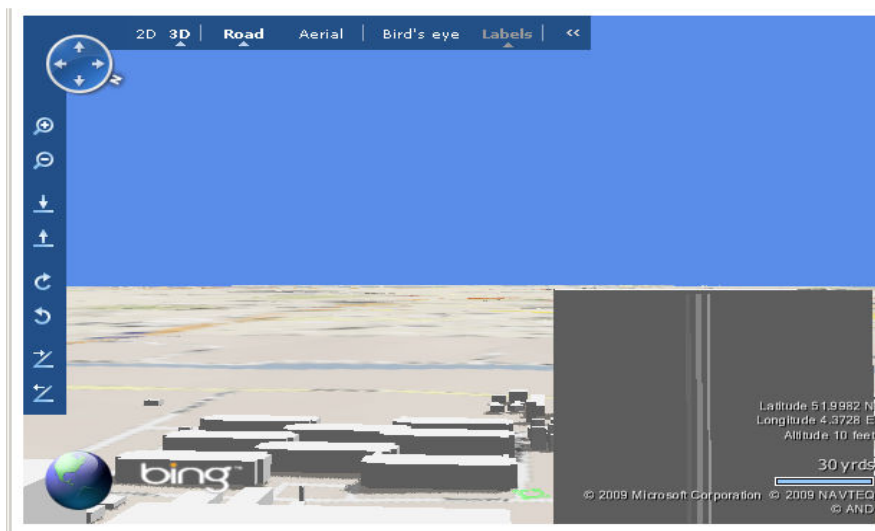 2D 3D | Road Aerial | Bird's eye Labels | <<
N
bing™
Latitude 51.9982 N
Longitude 4.3728 E
Altitude 10 feet
30 yrds
© 2009 Microsoft Corporation © 2009 NAVTEQ
© AND